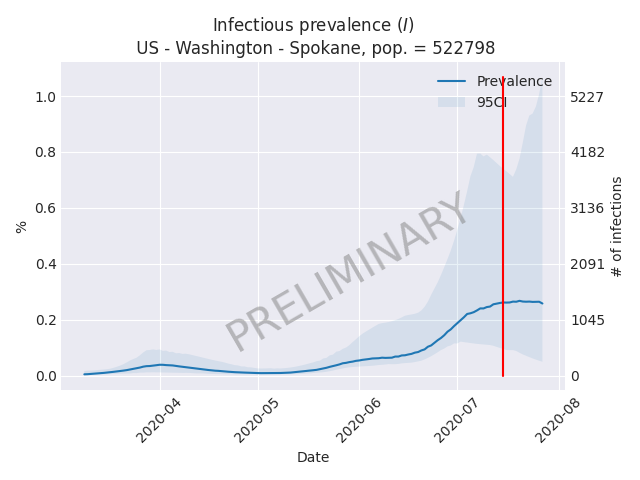 Infectious prevalence (I)
US - Washington - Spokane, pop. = 522798
Prevalence
95CI
1.0
0.8
0.6
0.4
0.2
0.0
%
5227
4182
3136
2091
1045
0
# of infections
PRELIMINARY
2020-04
2020-05
2020-06
2020-07
2020-08
Date